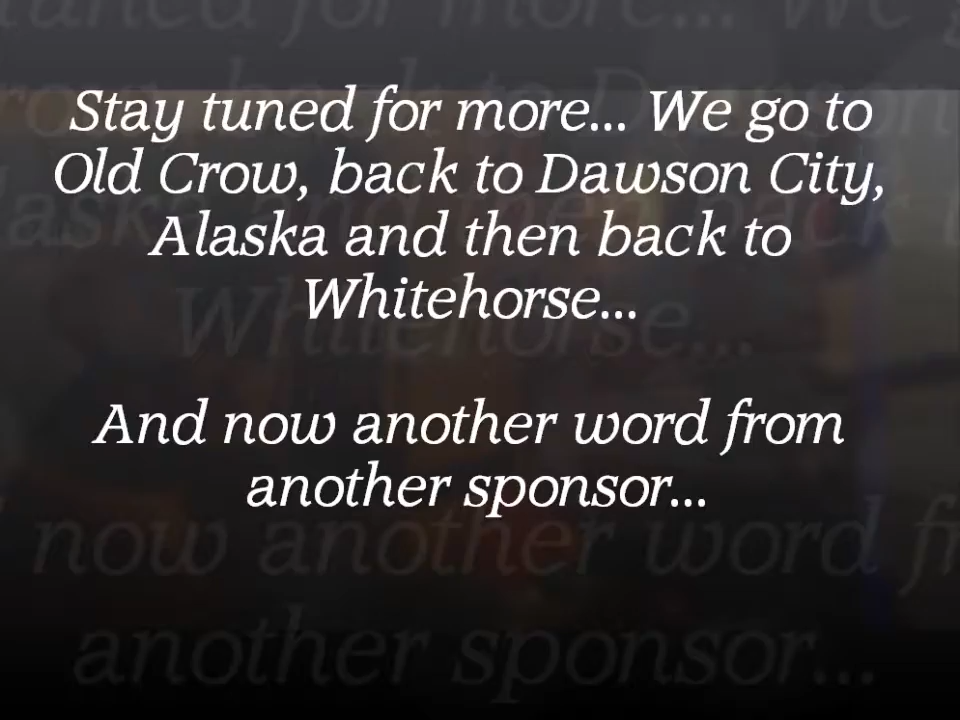 Stay tuned for more... We go to
Old Crow, back to Dawson City,
Alaska and then back to
Whitehorse...
And now another word from
another sponsor...